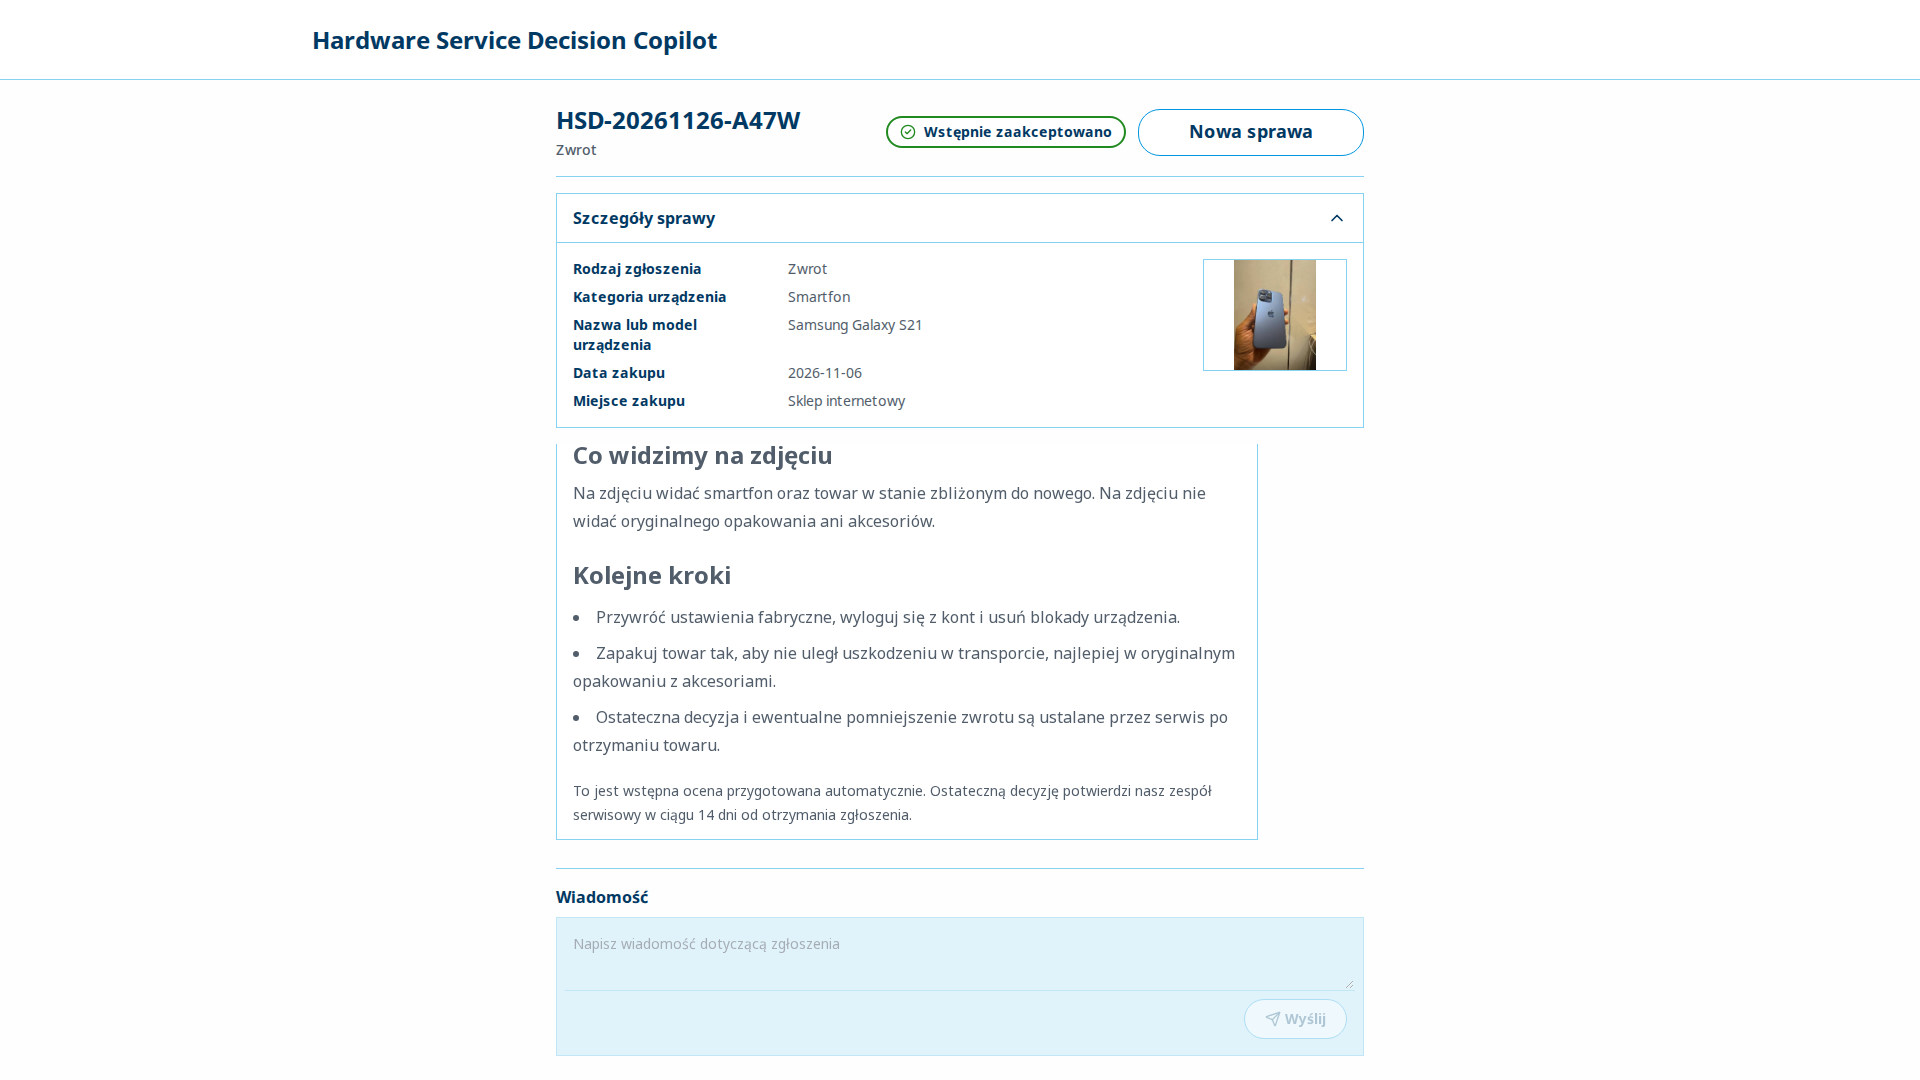 Hardware Service Decision Copilot
HSD-20261126-A47W
Zwrot
Wstępnie zaakceptowano
Nowa sprawa
Szczegóły sprawy
Rodzaj zgłoszenia
Zwrot
Kategoria urządzenia
Smartfon
Nazwa lub model
urządzenia
Samsung Galaxy S21
Data zakupu
2026-11-06
Miejsce zakupu
Sklep internetowy
Co widzimy na zdjęciu
Na zdjęciu widać smartfon oraz towar w stanie zbliżonym do nowego. Na zdjęciu nie
widać oryginalnego opakowania ani akcesoriów.
Kolejne kroki
Przywróć ustawienia fabryczne, wyloguj się z kont i usuń blokady urządzenia.
Zapakuj towar tak, aby nie uległ uszkodzeniu w transporcie, najlepiej w oryginalnym
opakowaniu z akcesoriami.
Ostateczna decyzja i ewentualne pomniejszenie zwrotu są ustalane przez serwis po
otrzymaniu towaru.
To jest wstępna ocena przygotowana automatycznie. Ostateczną decyzję potwierdzi nasz zespół
serwisowy w ciągu 14 dni od otrzymania zgłoszenia.
Wiadomość
Napisz wiadomość dotyczącą zgłoszenia
Wyślij